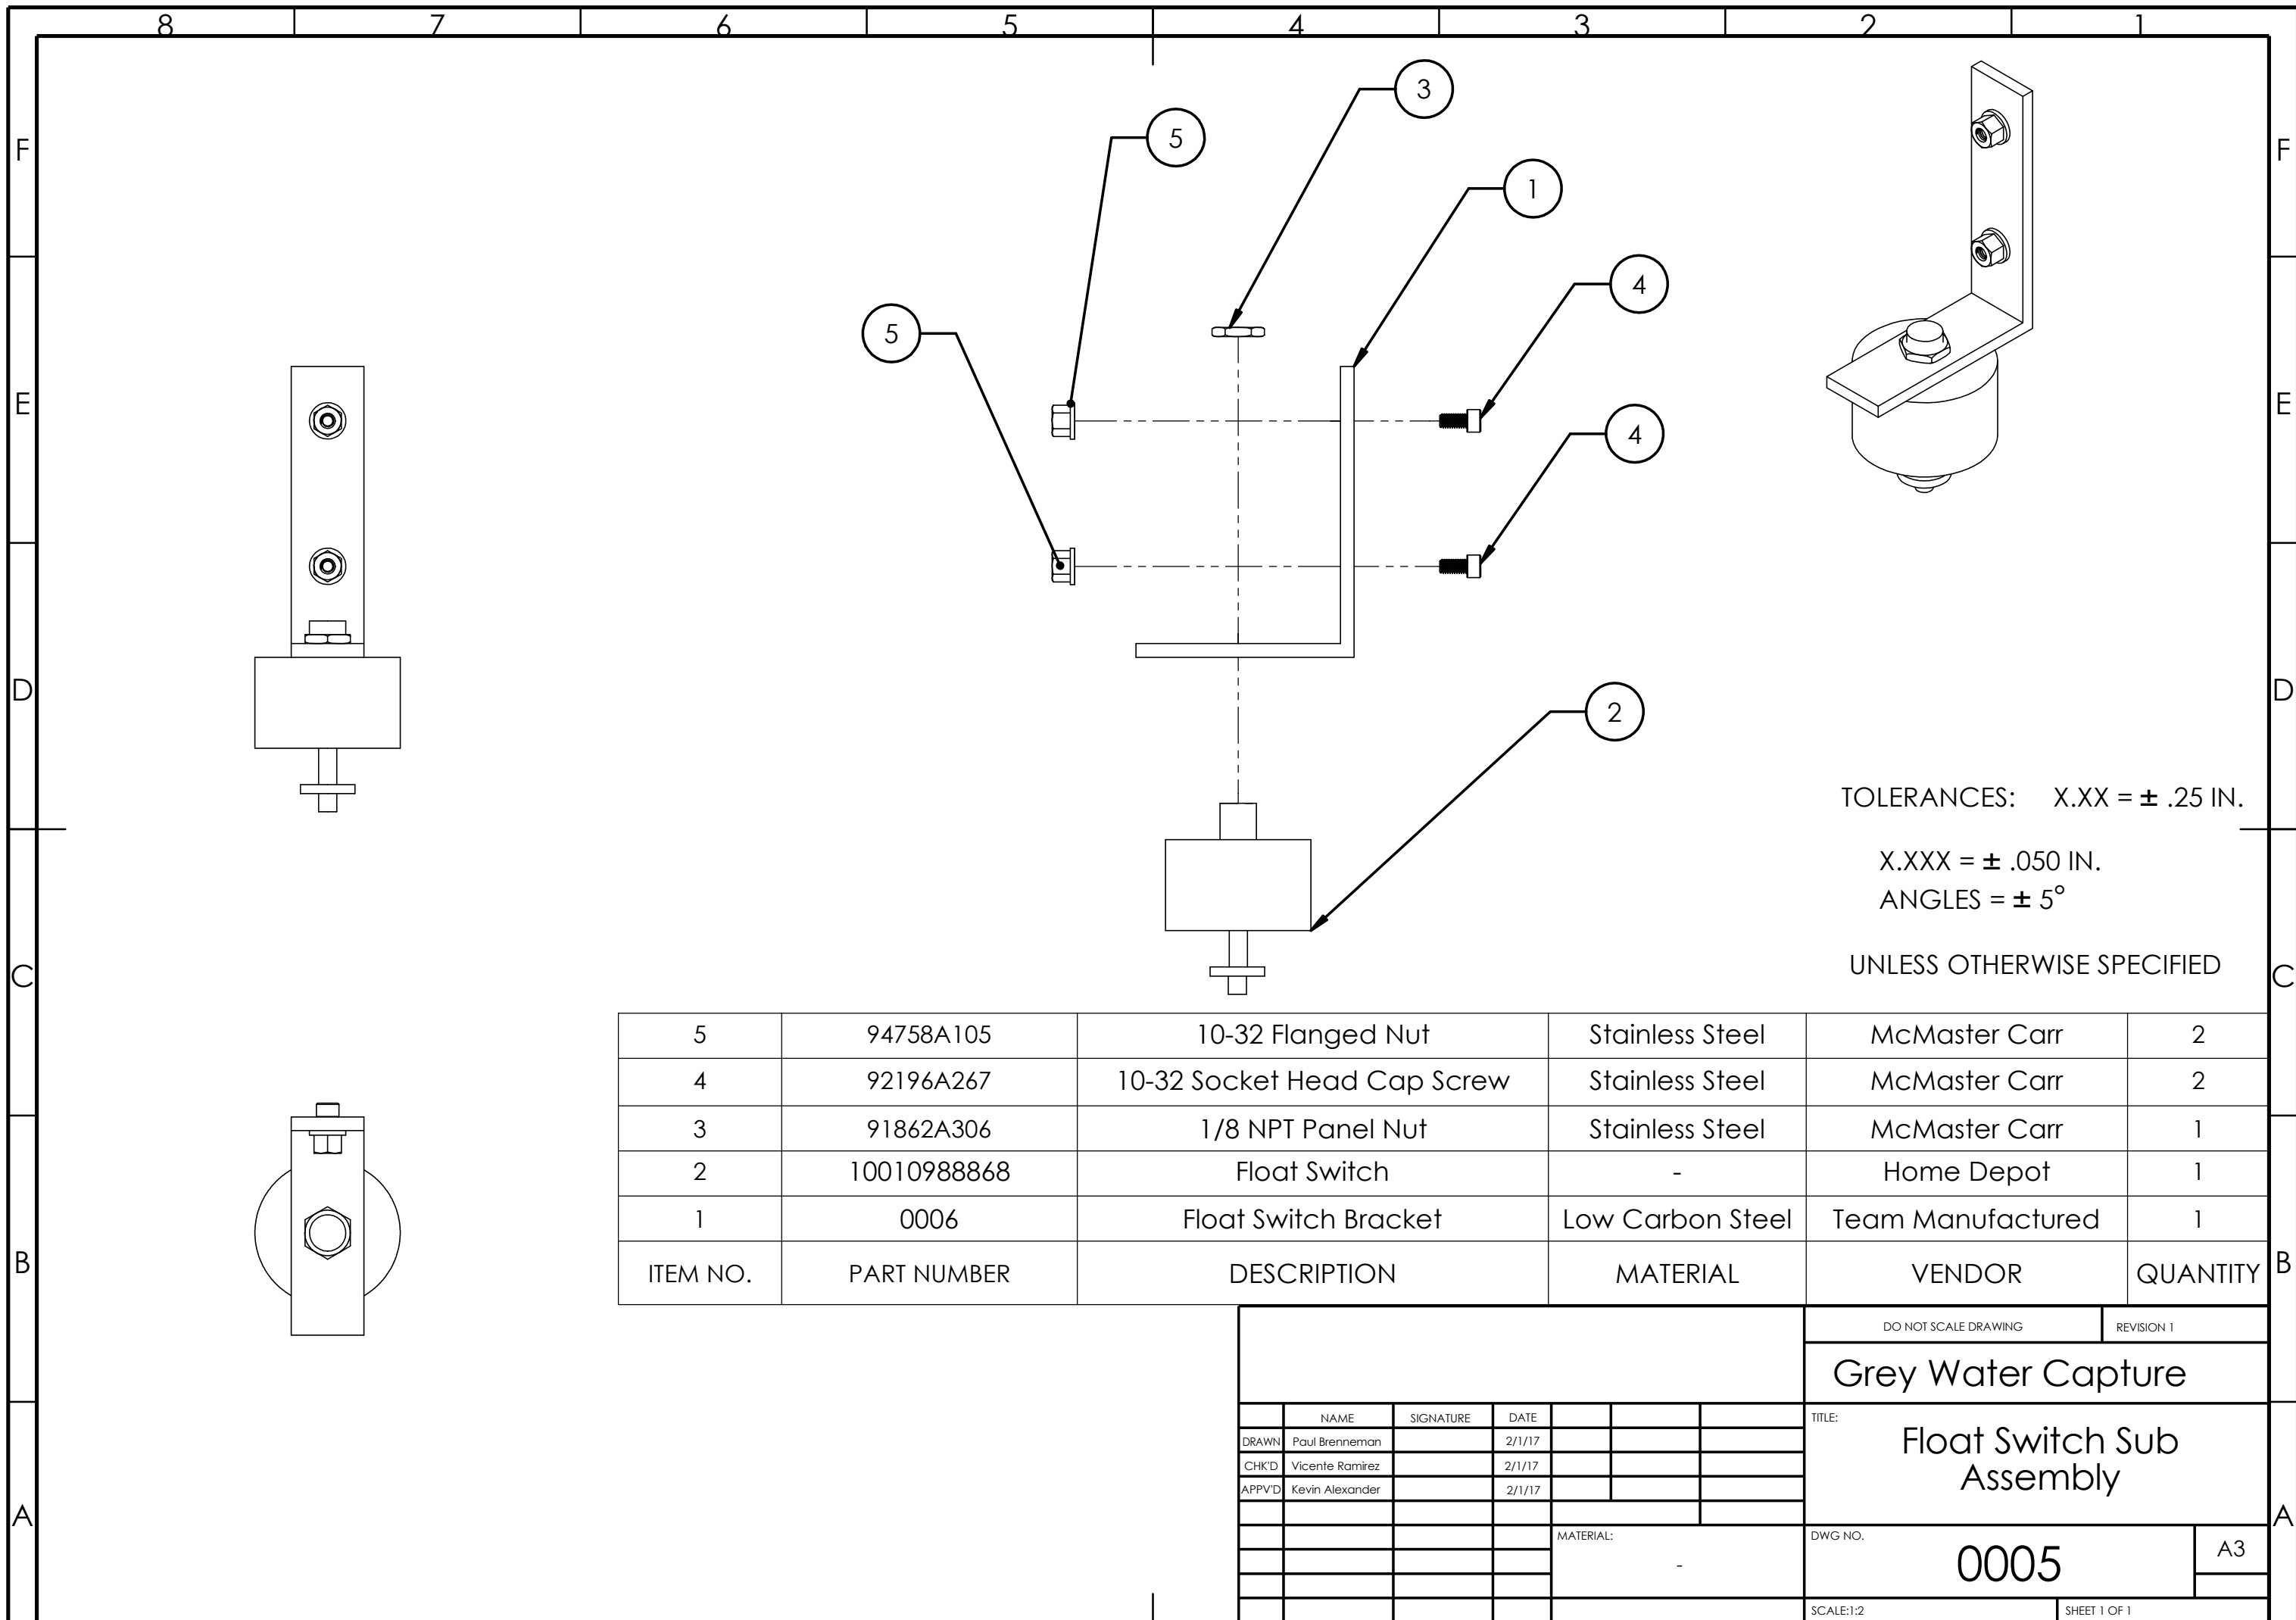 8 7 6 5 4 3 2 1
F F
E E
D D
C C
B B
A A
3
5
1
4
5
4
2
TOLERANCES: X.XX = ± .25 IN.
X.XXX = ± .050 IN.
ANGLES = ± 5°
UNLESS OTHERWISE SPECIFIED
5 94758A105 10-32 Flanged Nut Stainless Steel McMaster Carr 2
4 92196A267 10-32 Socket Head Cap Screw Stainless Steel McMaster Carr 2
3 91862A306 1/8 NPT Panel Nut Stainless Steel McMaster Carr 1
2 10010988868 Float Switch - Home Depot 1
1 0006 Float Switch Bracket Low Carbon Steel Team Manufactured 1
ITEM NO. PART NUMBER DESCRIPTION MATERIAL VENDOR QUANTITY
DO NOT SCALE DRAWING REVISION 1
Grey Water Capture
NAME SIGNATURE DATE
DRAWN Paul Brenneman 2/1/17
CHK'D Vicente Ramirez 2/1/17
APPV'D Kevin Alexander 2/1/17
TITLE:
Float Switch Sub
Assembly
MATERIAL:
-
DWG NO.
0005
A3
SCALE:1:2 SHEET 1 OF 1